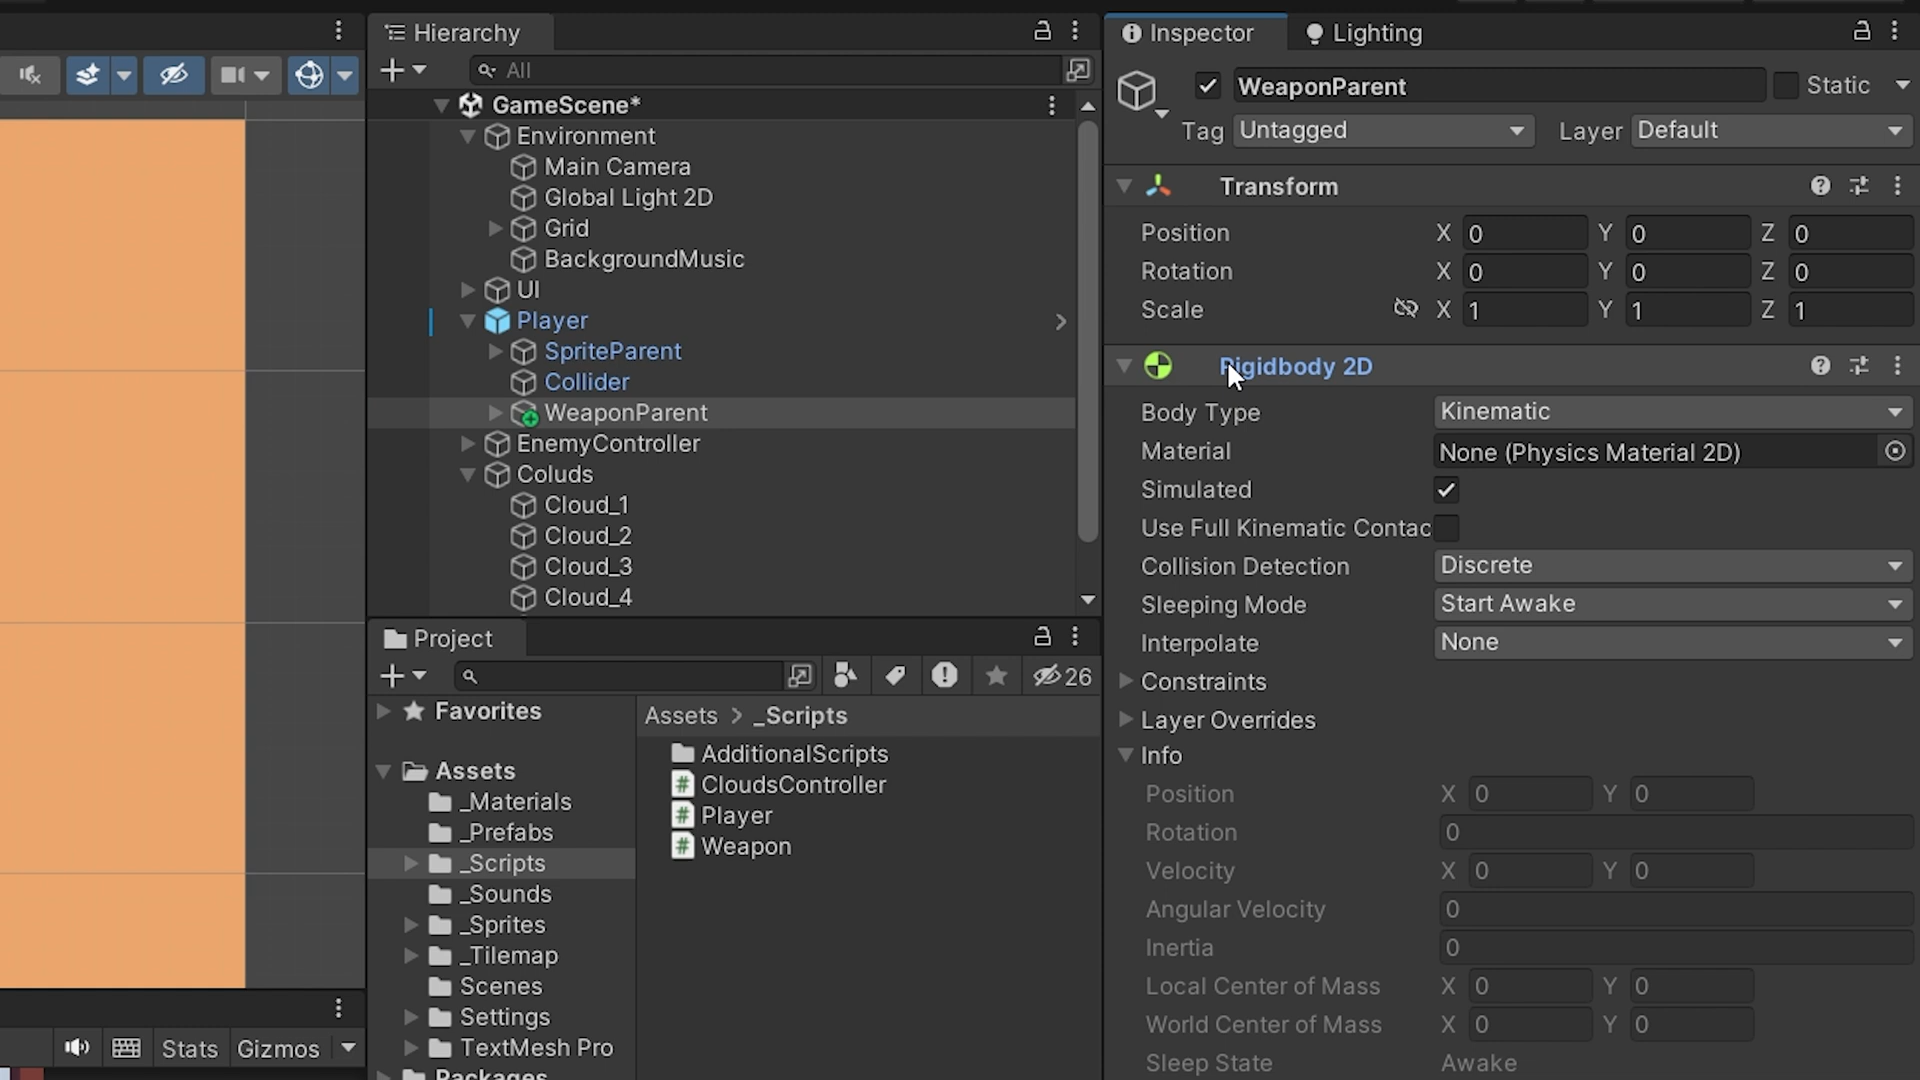 Hierarchy
All
GameScene*
Environment
Main Camera
Global Light 2D
Grid
BackgroundMusic
UI
Player
SpriteParent
Collider
WeaponParent
EnemyController
Coluds
Cloud_1
Cloud_2
Cloud_3
Cloud_4
Project
26
Favorites
Assets
_Materials
_Prefabs
_Scripts
_Sounds
_Sprites
_Tilemap
Scenes
Settings
TextMesh Pro
Packages
Assets > _Scripts
AdditionalScripts
CloudsController
Player
Weapon
Stats Gizmos
Inspector Lighting
WeaponParent Static
Tag Untagged Layer Default
Transform
Position X 0 Y 0 Z 0
Rotation X 0 Y 0 Z 0
Scale X 1 Y 1 Z 1
Rigidbody 2D
Body Type Kinematic
Material None (Physics Material 2D)
Simulated
Use Full Kinematic Contac
Collision Detection Discrete
Sleeping Mode Start Awake
Interpolate None
Constraints
Layer Overrides
Info
Position X 0 Y 0
Rotation 0
Velocity X 0 Y 0
Angular Velocity 0
Inertia 0
Local Center of Mass X 0 Y 0
World Center of Mass X 0 Y 0
Sleep State Awake